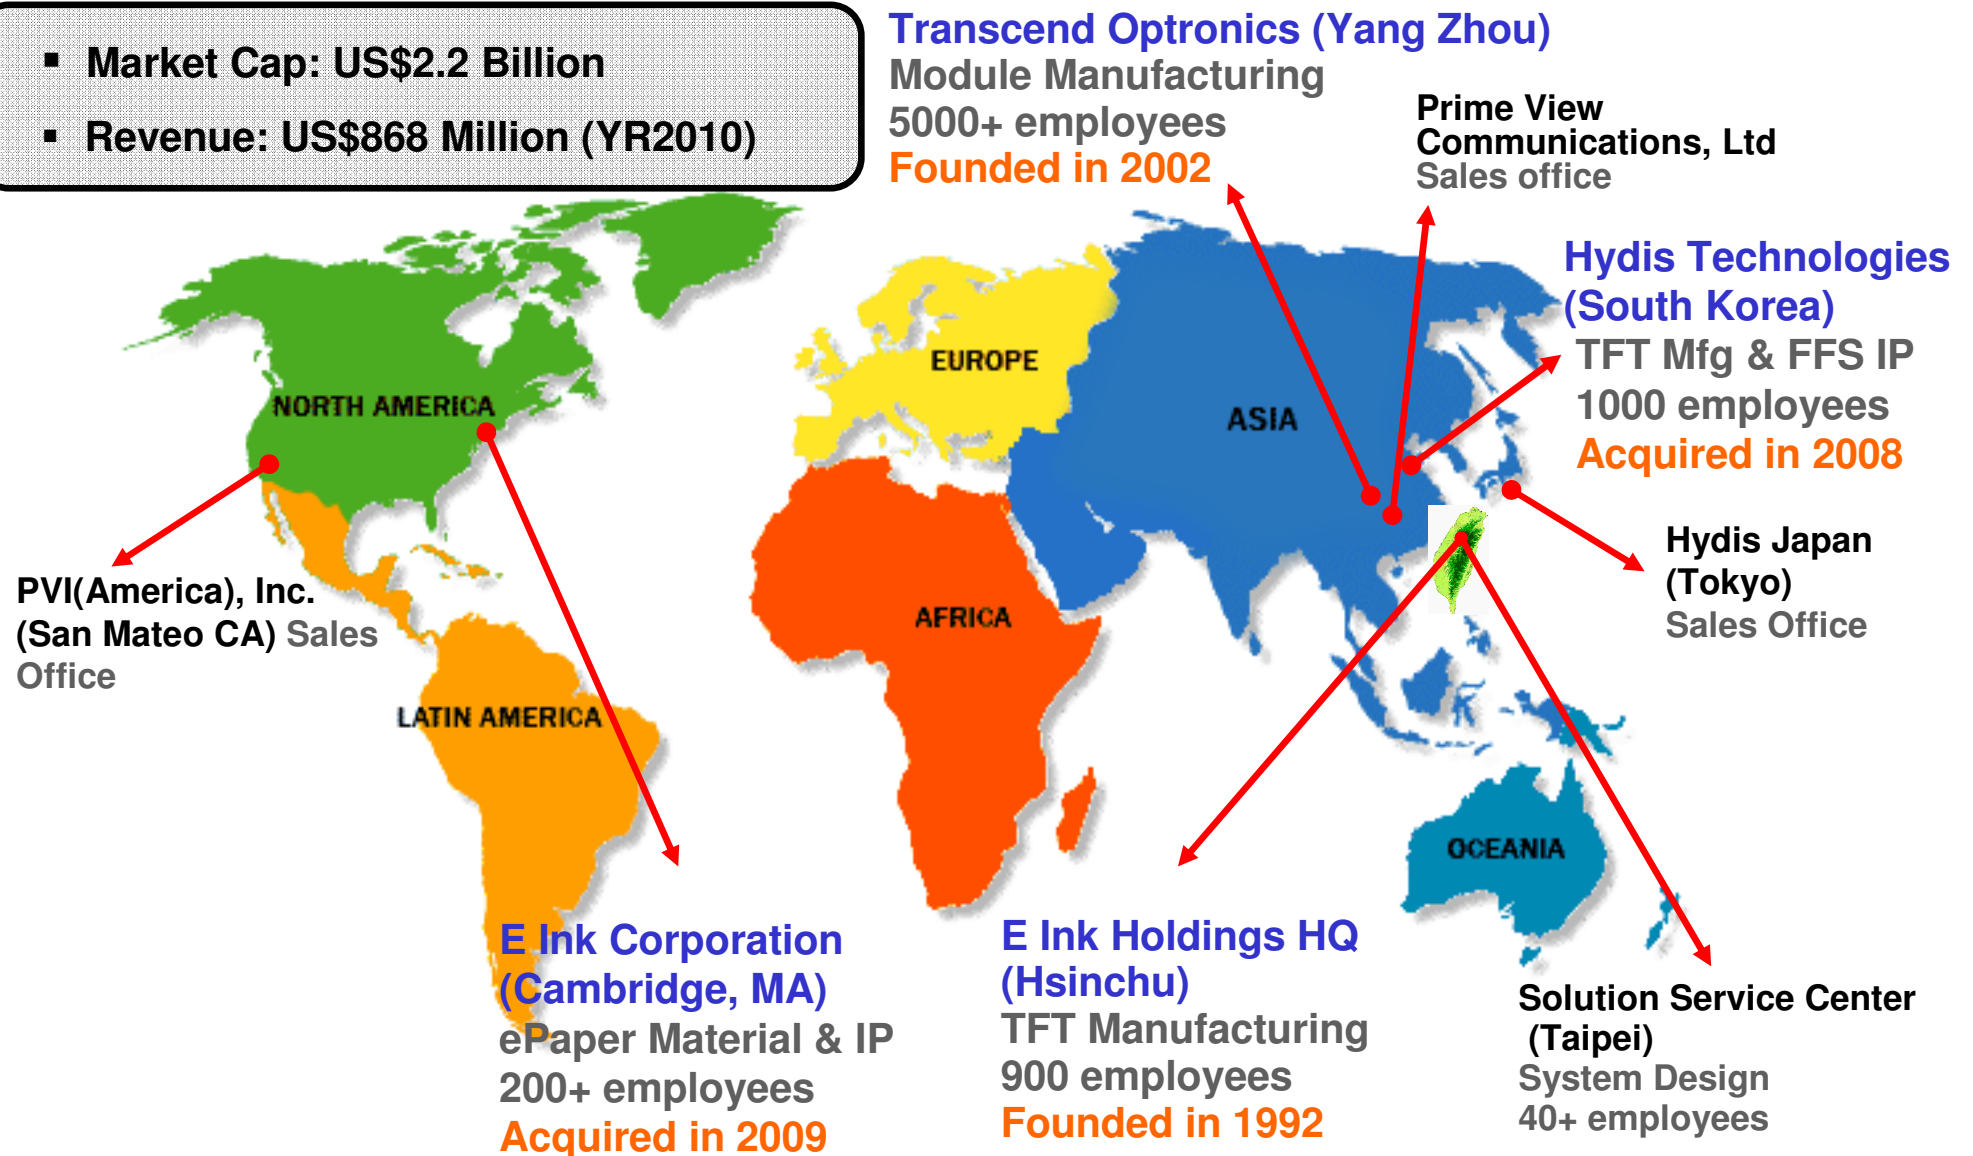 ▪ Market Cap: US$2.2 Billion
▪ Revenue: US$868 Million (YR2010)
Transcend Optronics (Yang Zhou)
Module Manufacturing
5000+ employees
Founded in 2002
Prime View
Communications, Ltd
Sales office
Hydis Technologies
(South Korea)
TFT Mfg & FFS IP
1000 employees
Acquired in 2008
EUROPE
NORTH AMERICA
ASIA
Hydis Japan
(Tokyo)
Sales Office
PVI(America), Inc.
(San Mateo CA) Sales
Office
AFRICA
LATIN AMERICA
OCEANIA
E Ink Corporation
(Cambridge, MA)
ePaper Material & IP
200+ employees
Acquired in 2009
E Ink Holdings HQ
(Hsinchu)
TFT Manufacturing
900 employees
Founded in 1992
Solution Service Center
(Taipei)
System Design
40+ employees